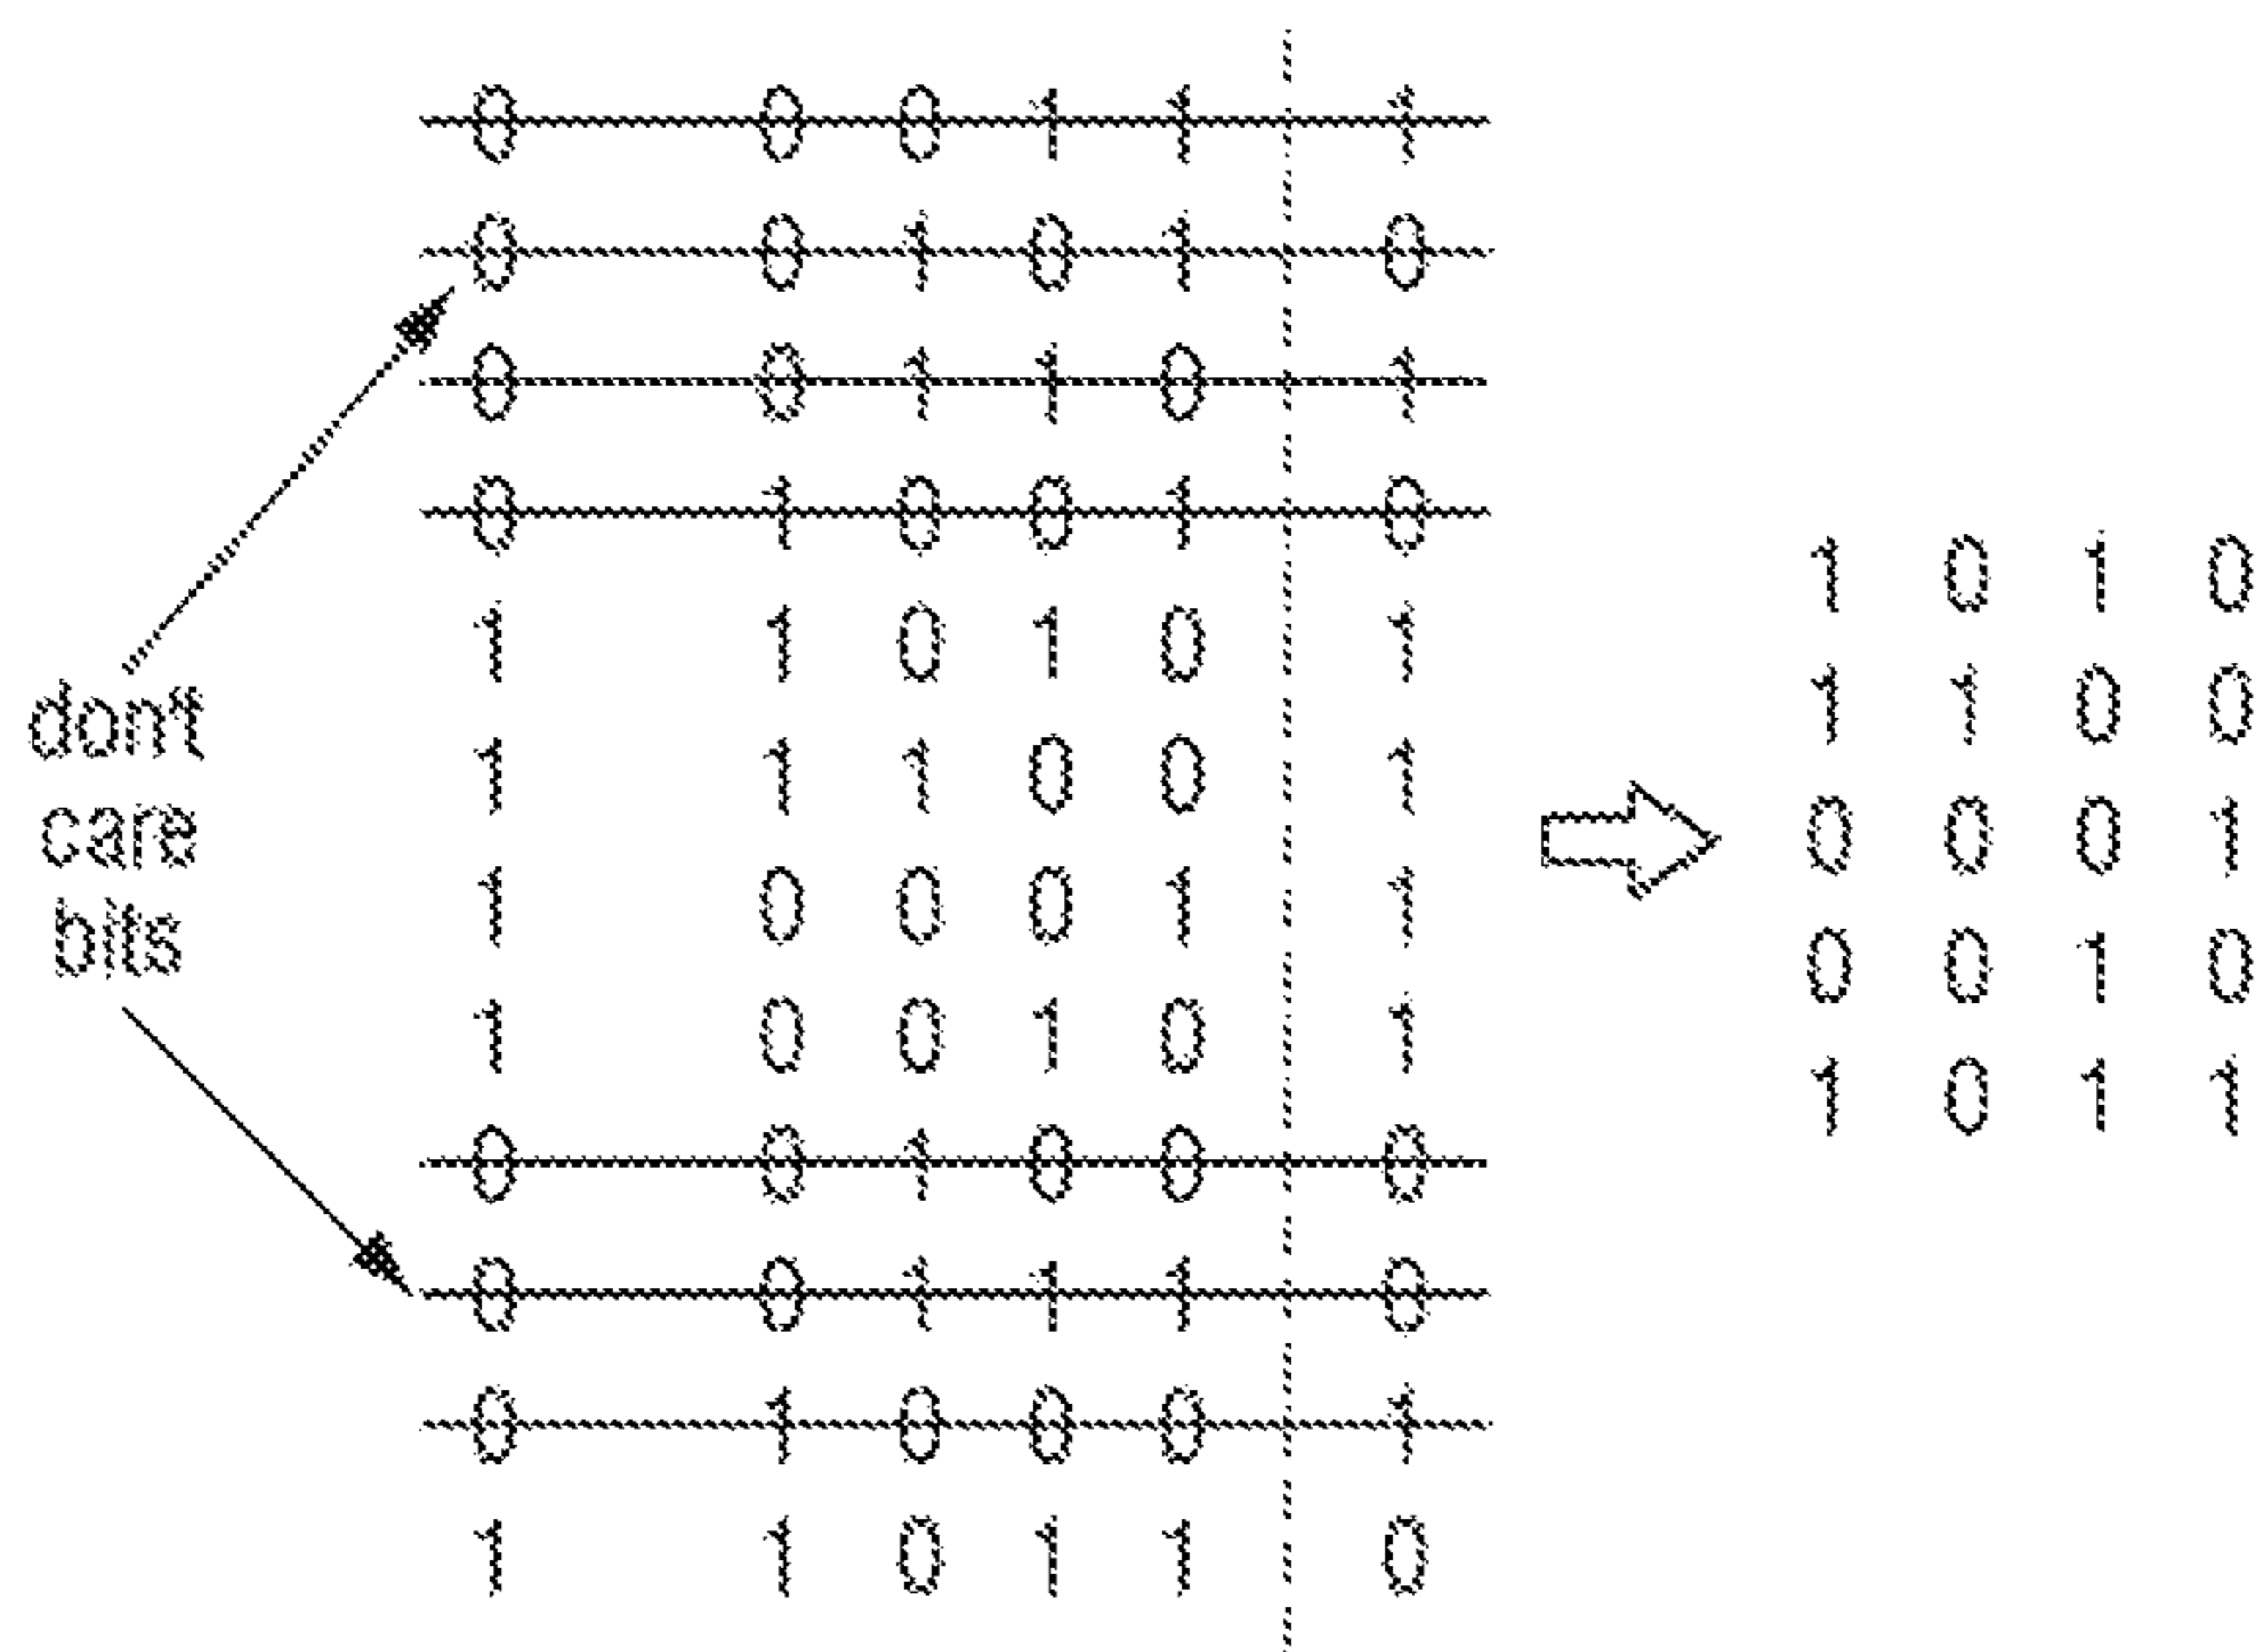 0 0 0 1 1 1
0 0 1 0 1 0
0 0 1 1 0 1
0 1 0 0 1 0
1 1 0 1 0 1
1 1 1 0 0 1
1 0 0 0 1 1
1 0 0 1 0 1
0 0 1 0 0 0
0 0 1 1 1 0
0 1 0 0 0 1
1 1 0 1 1 0
don't
care
bits
1 0 1 0
1 1 0 0
0 0 0 1
0 0 1 0
1 0 1 1